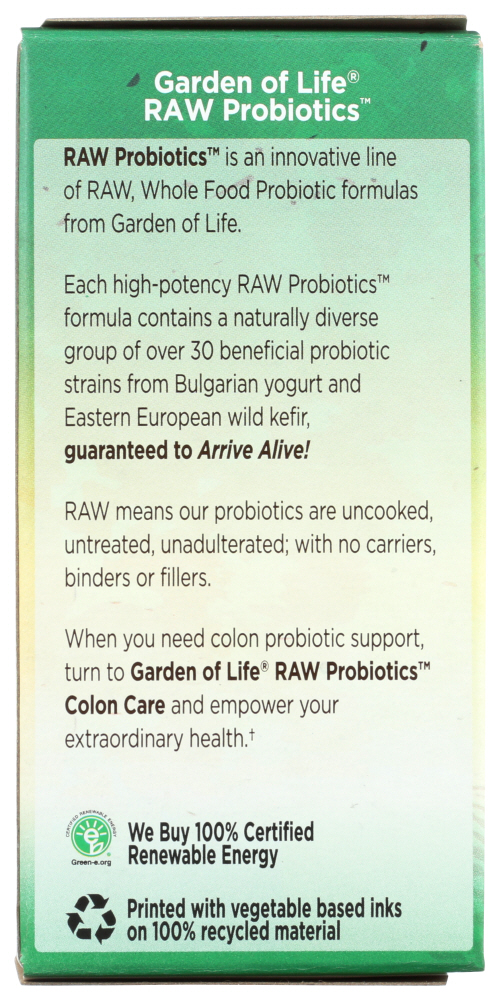 Garden of Life®
RAW Probiotics™
RAW Probiotics™ is an innovative line
of RAW, Whole Food Probiotic formulas
from Garden of Life.
Each high-potency RAW Probiotics™
formula contains a naturally diverse
group of over 30 beneficial probiotic
strains from Bulgarian yogurt and
Eastern European wild kefir,
guaranteed to Arrive Alive!
RAW means our probiotics are uncooked,
untreated, unadulterated; with no carriers,
binders or fillers.
When you need colon probiotic support,
turn to Garden of Life® RAW Probiotics™
Colon Care and empower your
extraordinary health.†
CERTIFIED RENEWABLE ENERGY
e
Green-e.org
We Buy 100% Certified
Renewable Energy
Printed with vegetable based inks
on 100% recycled material